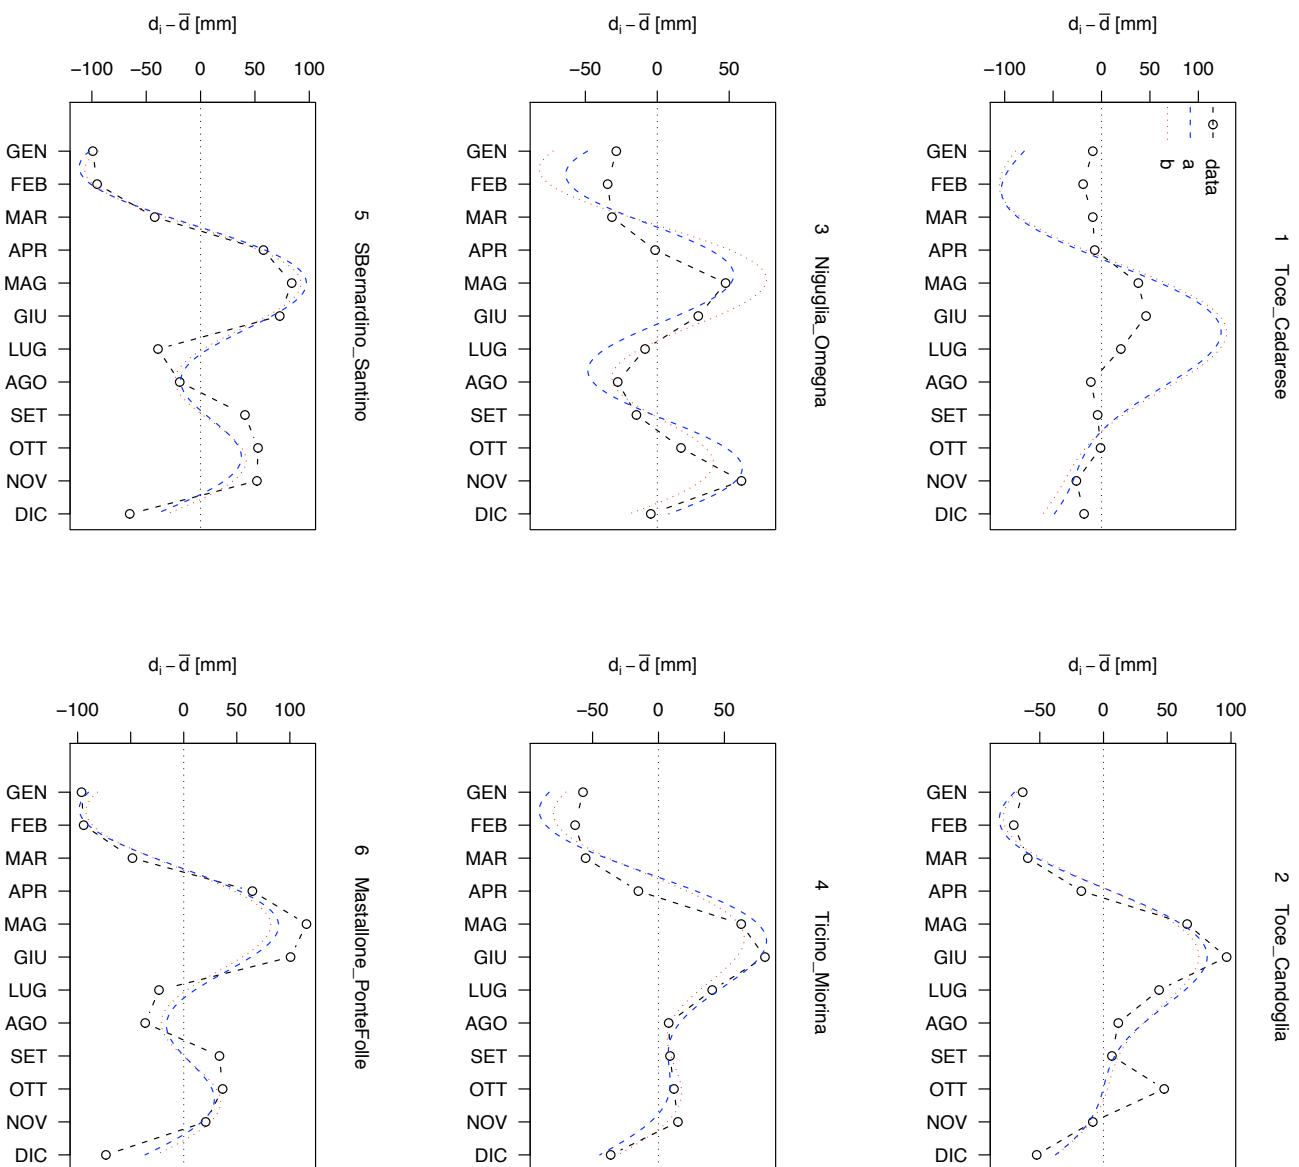 1 Toce_Cadarese
d_i − d̅ [mm]
−100 0 50 100
data
a
b
GEN
FEB
MAR
APR
MAG
GIU
LUG
AGO
SET
OTT
NOV
DIC
2 Toce_Candoglia
d_i − d̅ [mm]
−50 0 50 100
GEN
FEB
MAR
APR
MAG
GIU
LUG
AGO
SET
OTT
NOV
DIC
3 Niguglia_Omegna
d_i − d̅ [mm]
−50 0 50
GEN
FEB
MAR
APR
MAG
GIU
LUG
AGO
SET
OTT
NOV
DIC
4 Ticino_Miorina
d_i − d̅ [mm]
−50 0 50
GEN
FEB
MAR
APR
MAG
GIU
LUG
AGO
SET
OTT
NOV
DIC
5 SBernardino_Santino
d_i − d̅ [mm]
−100 −50 0 50 100
GEN
FEB
MAR
APR
MAG
GIU
LUG
AGO
SET
OTT
NOV
DIC
6 Mastallone_PonteFolle
d_i − d̅ [mm]
−100 0 50 100
GEN
FEB
MAR
APR
MAG
GIU
LUG
AGO
SET
OTT
NOV
DIC